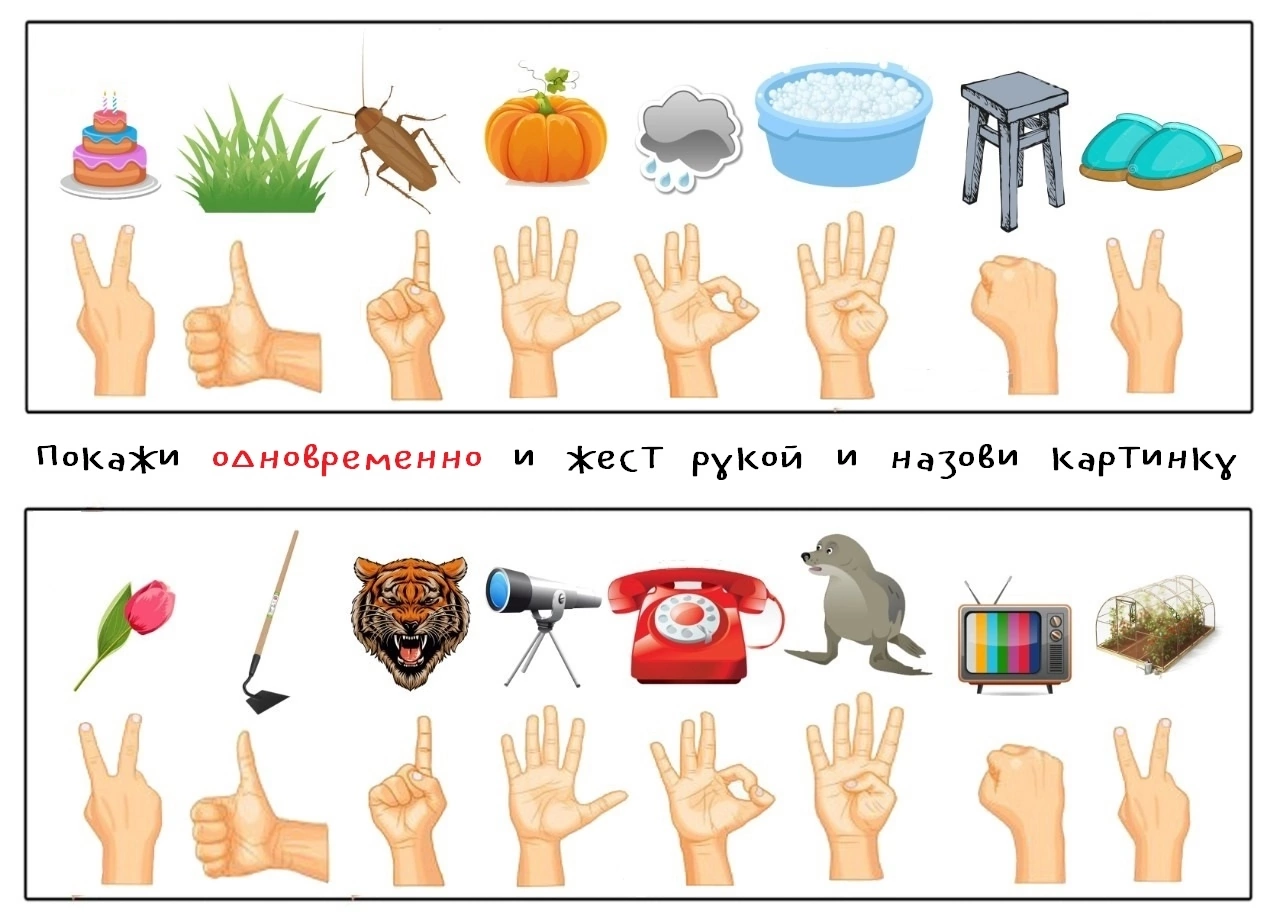 Покажи одновременно и жест рукой и назови картинку